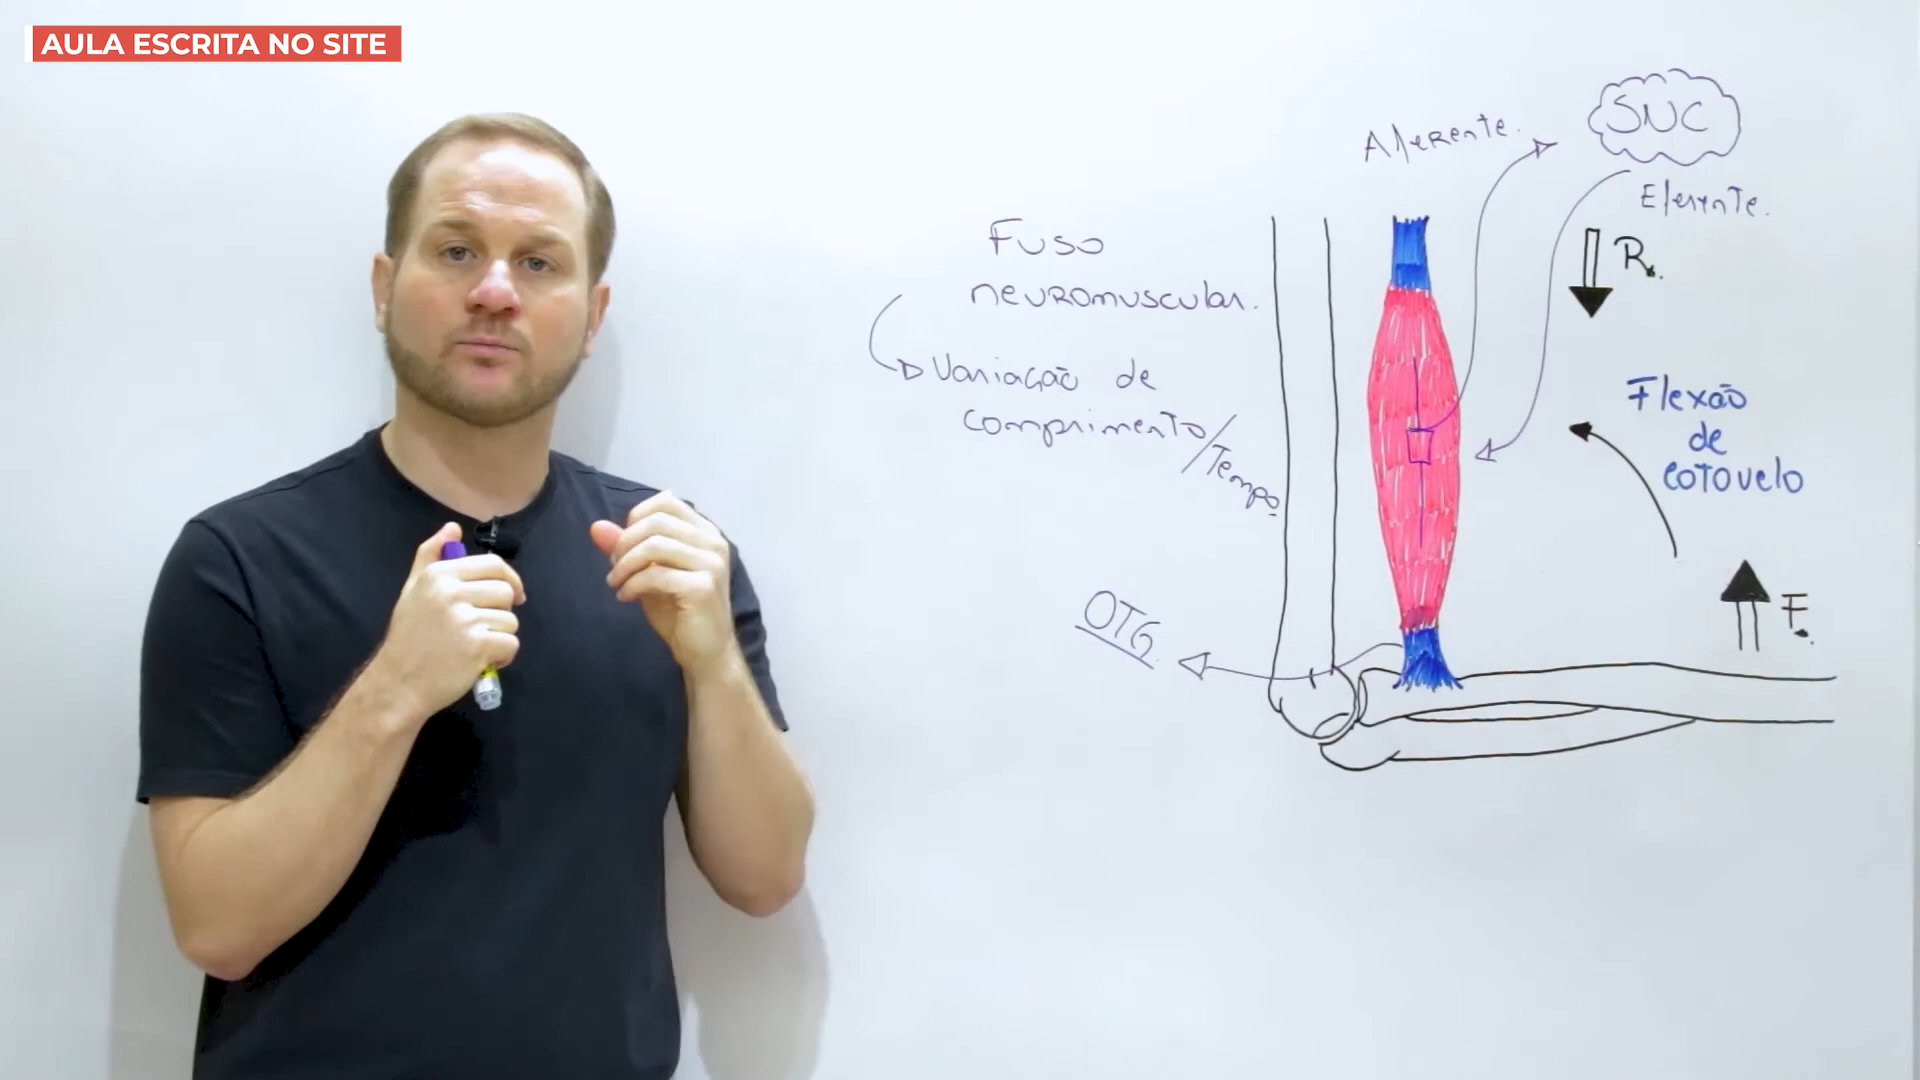 AULA ESCRITA NO SITE
SNC
Aferente.
Eferente.
R.
Fuso
neuromuscular.
Variação de
comprimento/Tempo
Flexão
de
cotovelo
OTG
F.